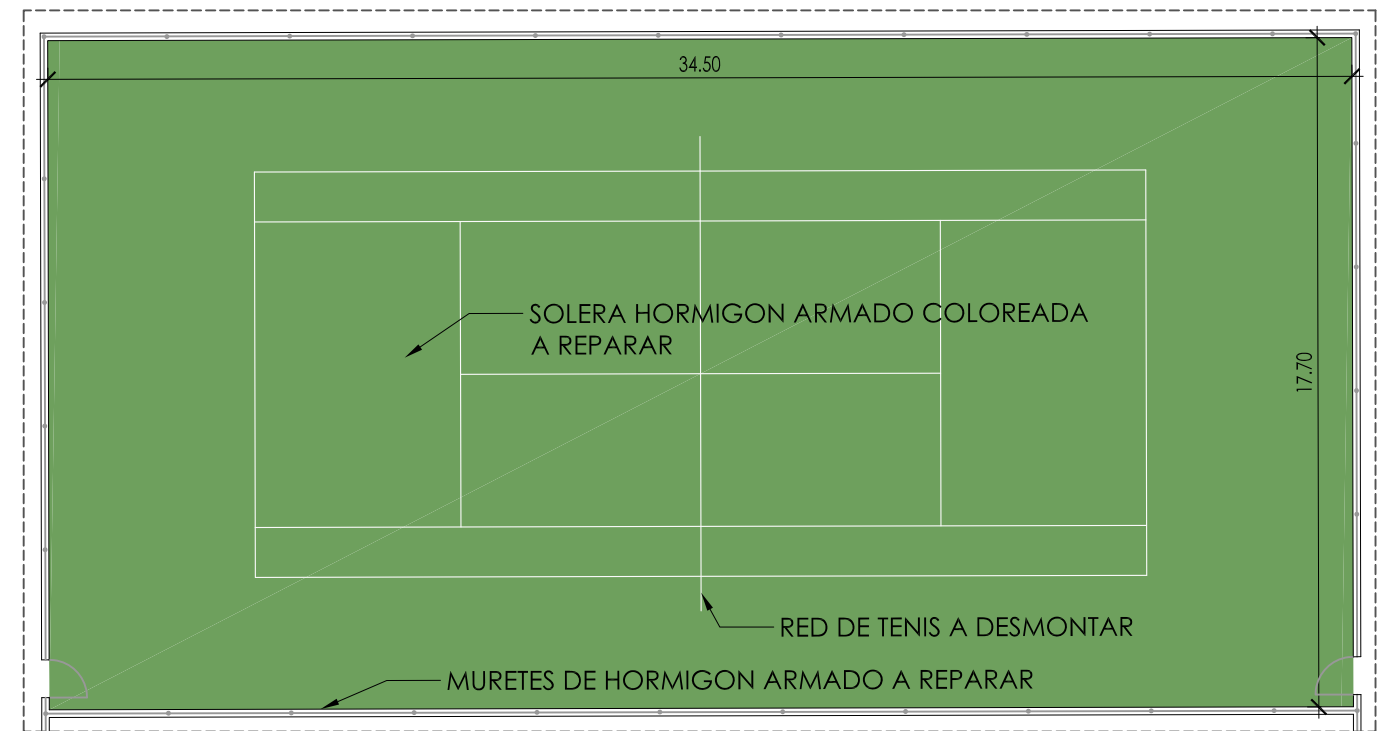 34.50
SOLERA HORMIGON ARMADO COLOREADA
A REPARAR
17.70
RED DE TENIS A DESMONTAR
MURETES DE HORMIGON ARMADO A REPARAR